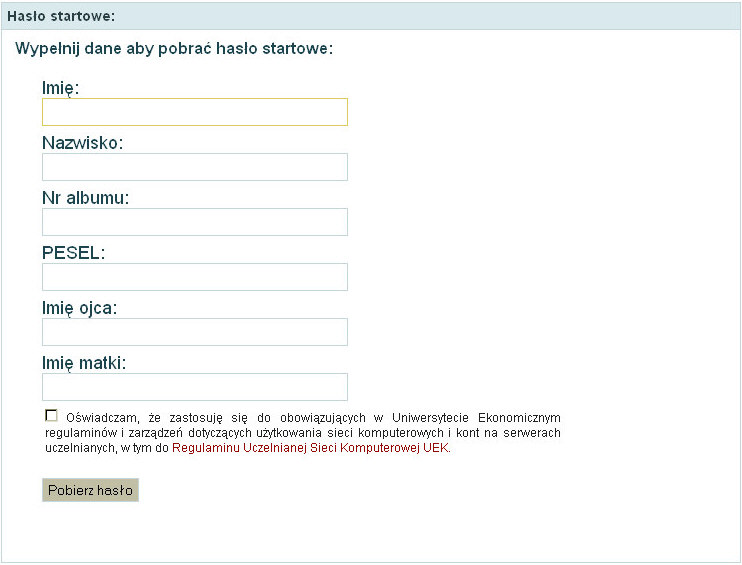 Hasło startowe:
Wypełnij dane aby pobrać hasło startowe:
Imię:
Nazwisko:
Nr albumu:
PESEL:
Imię ojca:
Imię matki:
Oświadczam, że zastosuję się do obowiązujących w Uniwersytecie Ekonomicznym
regulaminów i zarządzeń dotyczących użytkowania sieci komputerowych i kont na serwerach
uczelnianych, w tym do Regulaminu Uczelnianej Sieci Komputerowej UEK.
Pobierz hasło